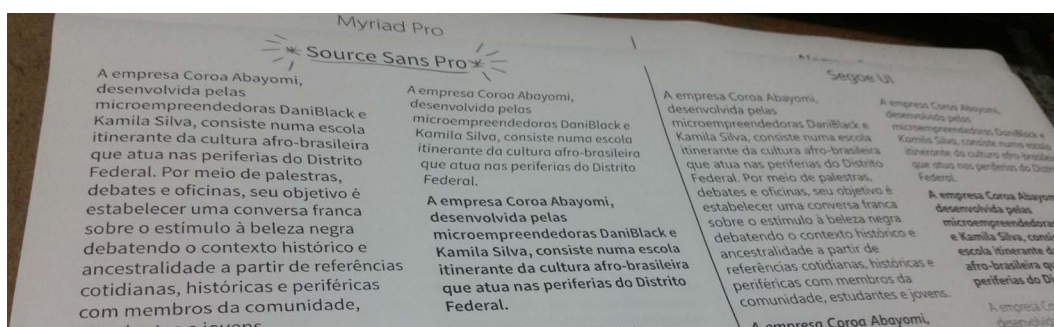 Myriad Pro
Source Sans Pro
A empresa Coroa Abayomi,
desenvolvida pelas
microempreendedoras DaniBlack e
Kamila Silva, consiste numa escola
itinerante da cultura afro-brasileira
que atua nas periferias do Distrito
Federal. Por meio de palestras,
debates e oficinas, seu objetivo é
estabelecer uma conversa franca
sobre o estímulo à beleza negra
debatendo o contexto histórico e
ancestralidade a partir de referências
cotidianas, históricas e periféricas
com membros da comunidade,
A empresa Coroa Abayomi,
desenvolvida pelas
microempreendedoras DaniBlack e
Kamila Silva, consiste numa escola
itinerante da cultura afro-brasileira
que atua nas periferias do Distrito
Federal.
A empresa Coroa Abayomi,
desenvolvida pelas
microempreendedoras DaniBlack e
Kamila Silva, consiste numa escola
itinerante da cultura afro-brasileira
que atua nas periferias do Distrito
Federal.
Segoe UI
A empresa Coroa Abayomi,
desenvolvida pelas
microempreendedoras DaniBlack e
Kamila Silva, consiste numa escola
itinerante da cultura afro-brasileira
que atua nas periferias do Distrito
Federal. Por meio de palestras,
debates e oficinas, seu objetivo é
estabelecer uma conversa franca
sobre o estímulo à beleza negra
debatendo o contexto histórico e
ancestralidade a partir de
referências cotidianas, históricas e
periféricas com membros da
comunidade, estudantes e jovens.
A empresa Coroa Abayomi,
A empresa Coroa Abayomi,
desenvolvida pelas
microempreendedoras DaniBlack e
Kamila Silva, consiste numa escola
itinerante da cultura
que atua nas periferias do
Federal.
A empresa Coroa
desenvolvida pelas
e Kamila Silva,
escola itinerante
periferias do